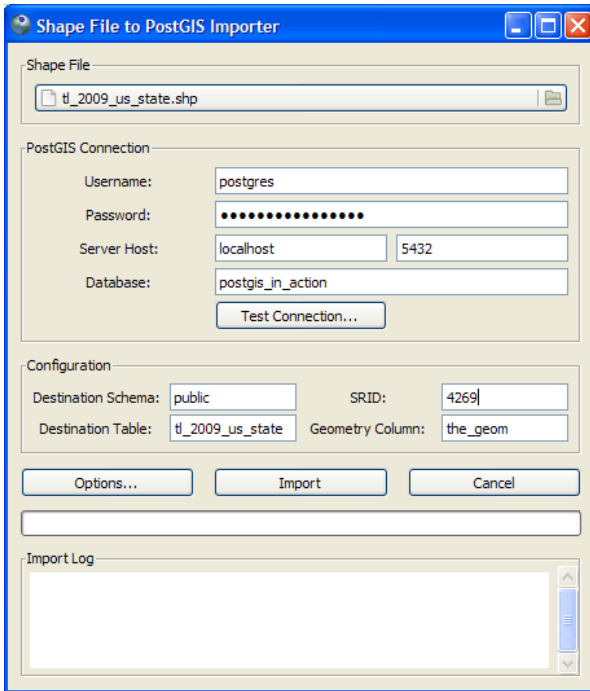 Shape File to PostGIS Importer
Shape File
tl_2009_us_state.shp
PostGIS Connection
Username: postgres
Password: ••••••••••••••••
Server Host: localhost 5432
Database: postgis_in_action
Test Connection...
Configuration
Destination Schema: public SRID: 4269
Destination Table: tl_2009_us_state Geometry Column: the_geom
Options... Import Cancel
Import Log